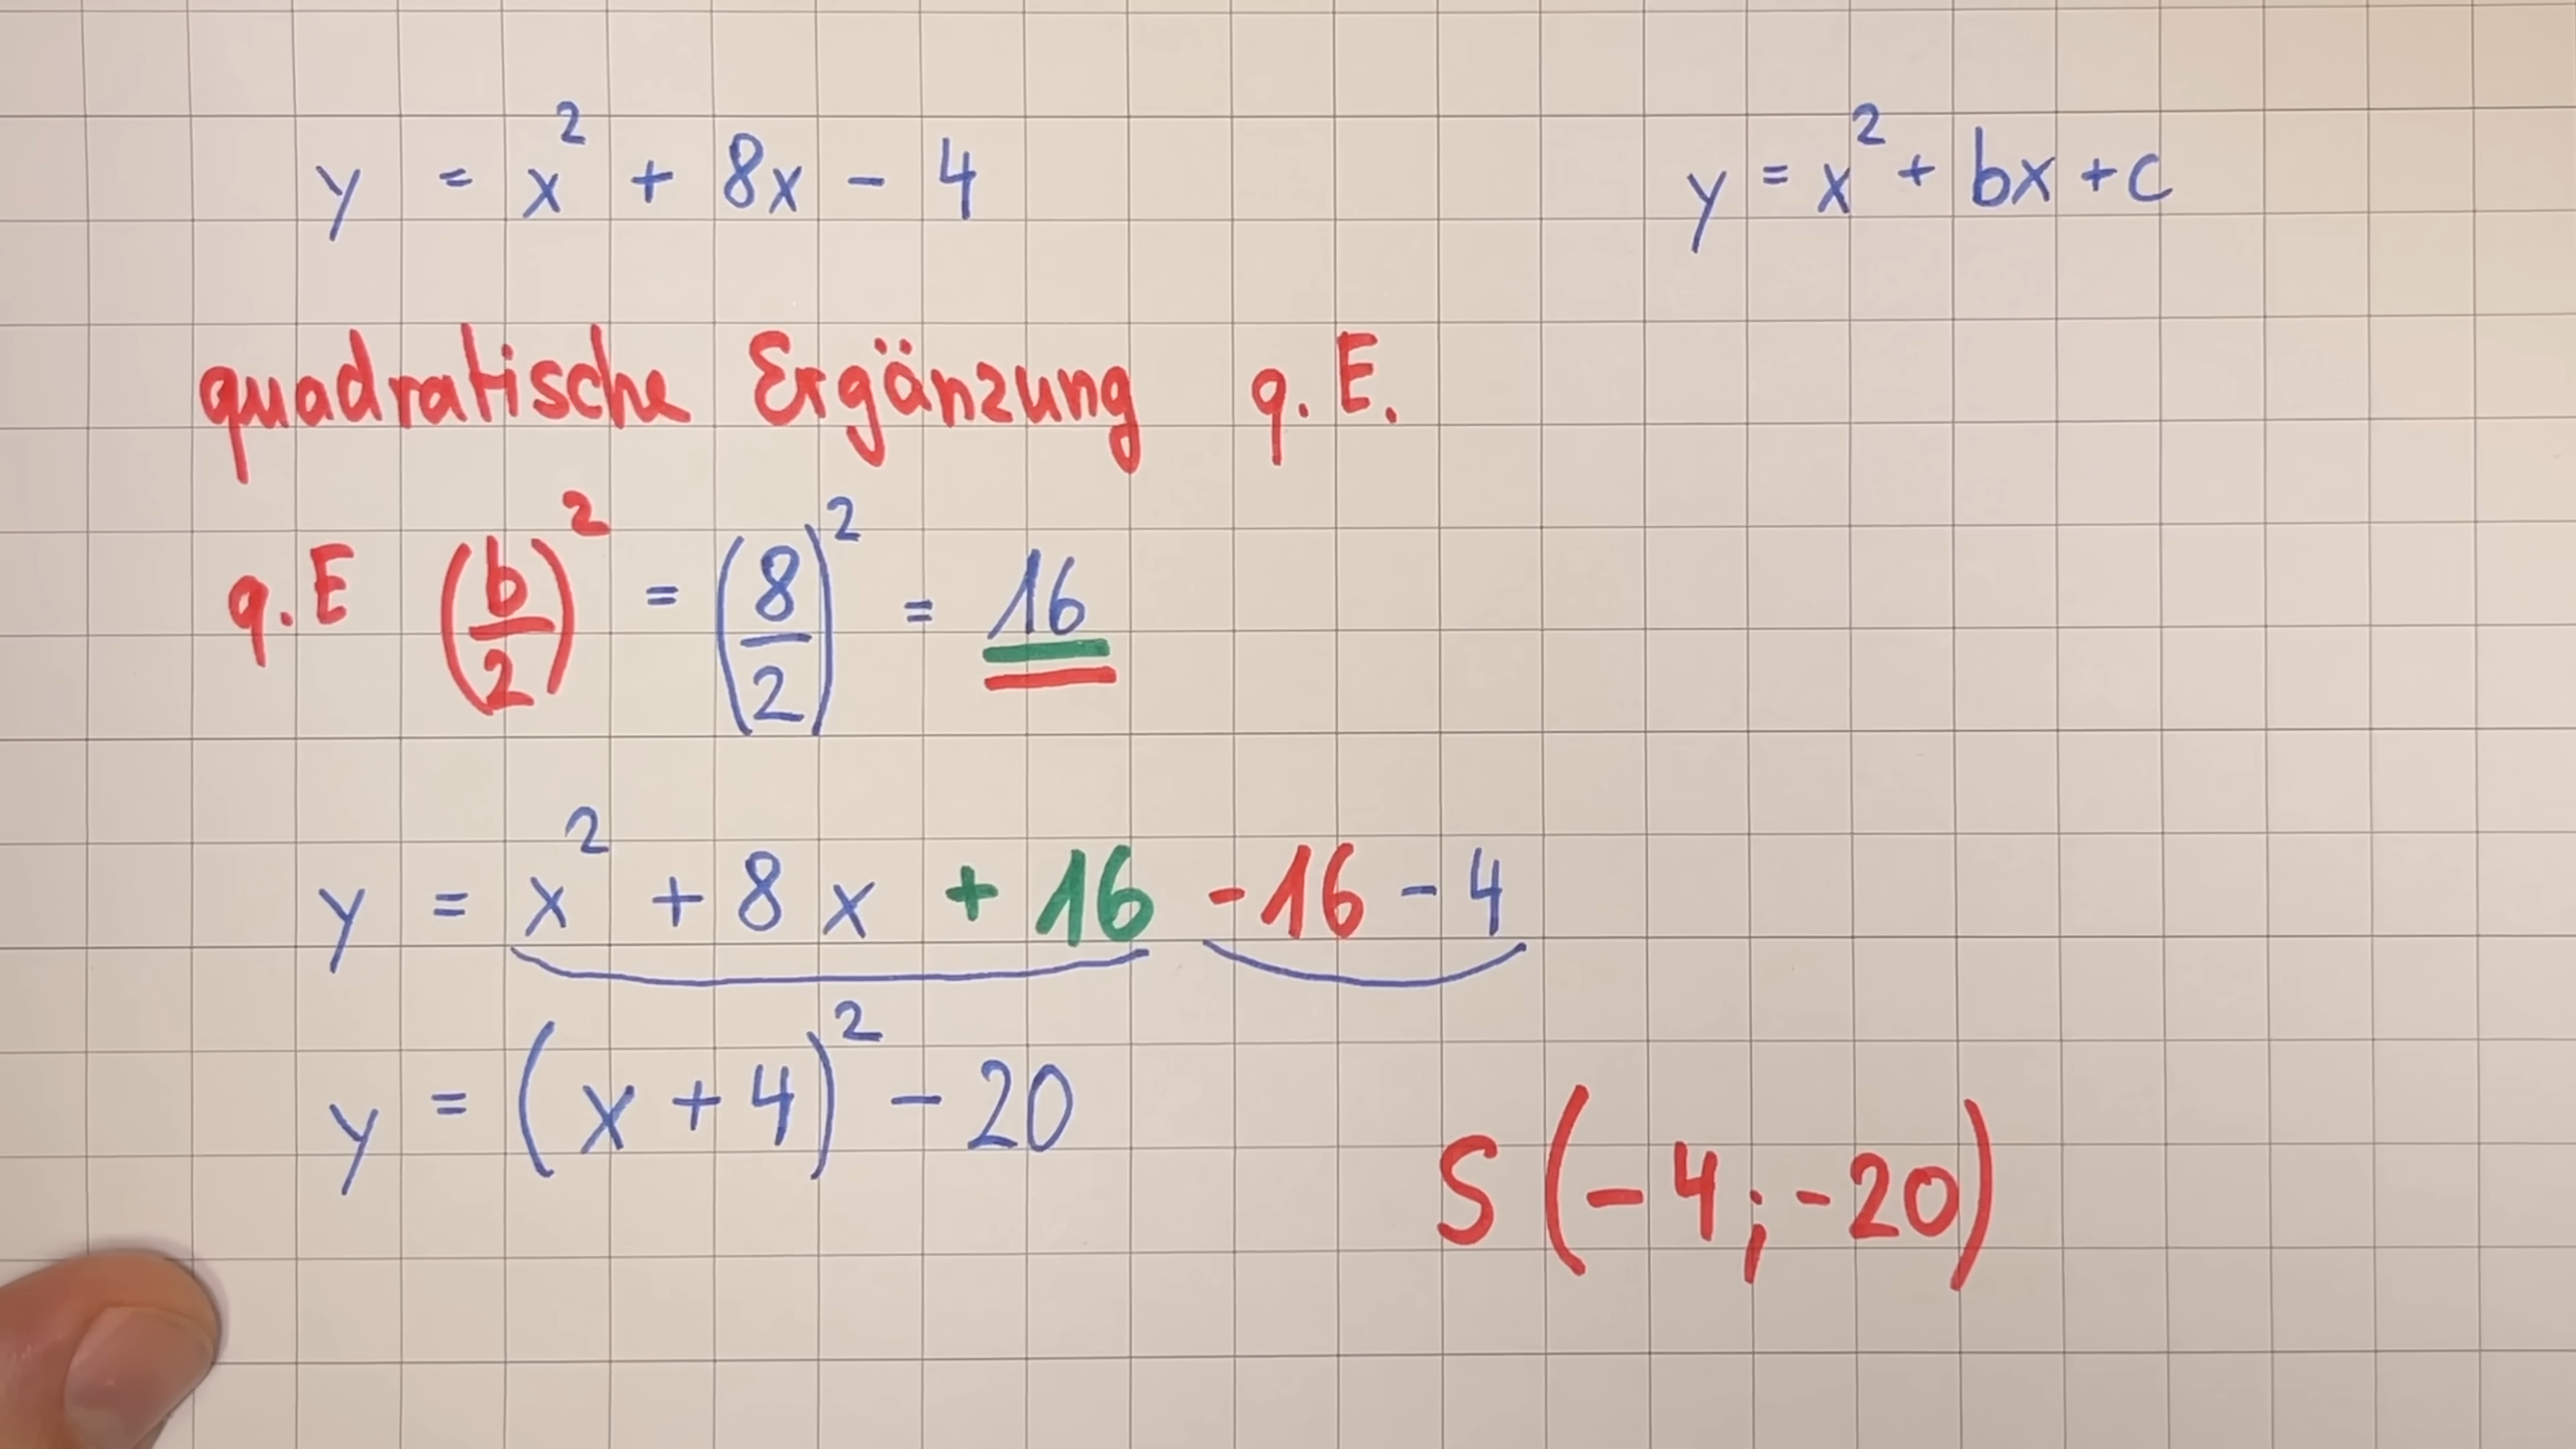 y = x² + 8x - 4
y = x² + bx + c
quadratische Ergänzung q. E.
q. E (b/2)² = (8/2)² = 16
y = x² + 8x + 16 - 16 - 4
y = (x + 4)² - 20
S (-4; -20)